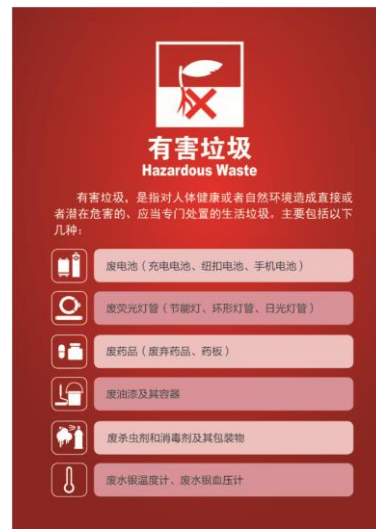 有害垃圾
Hazardous Waste
有害垃圾，是指对人体健康或者自然环境造成直接或
者潜在危害的、应当专门处置的生活垃圾。主要包括以下
几种：
废电池（充电电池、纽扣电池、手机电池）
废荧光灯管（节能灯、环形灯管、日光灯管）
废药品（废弃药品、药板）
废油漆及其容器
废杀虫剂和消毒剂及其包装物
废水银温度计、废水银血压计